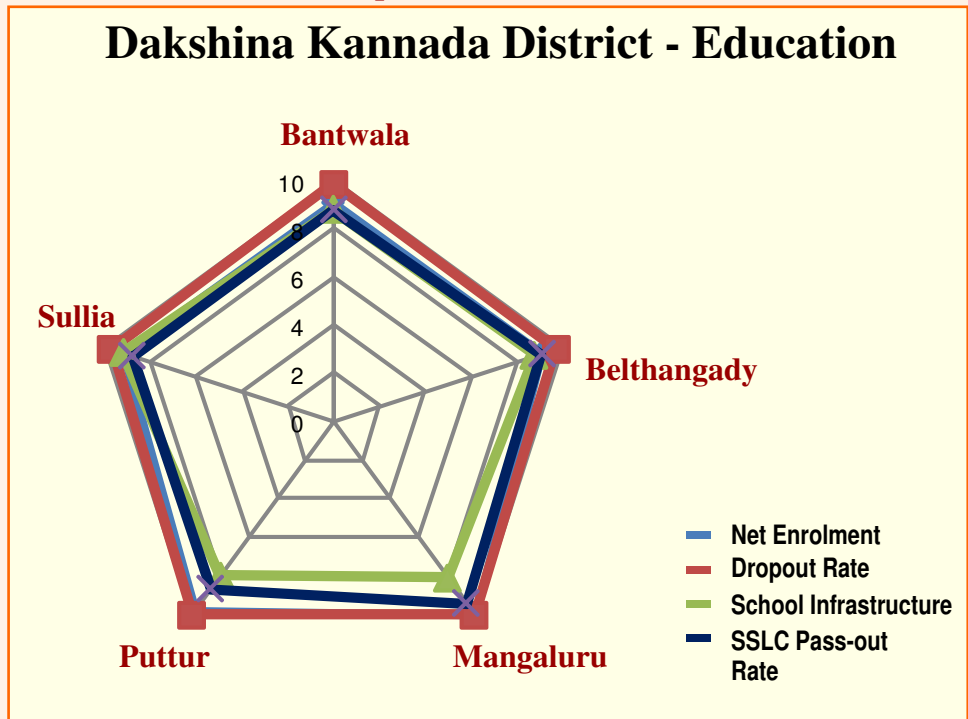 Dakshina Kannada District - Education
Bantwala
10
8
6
4
2
0
Sullia
Belthangady
Puttur
Mangaluru
Net Enrolment
Dropout Rate
School Infrastructure
SSLC Pass-out
Rate